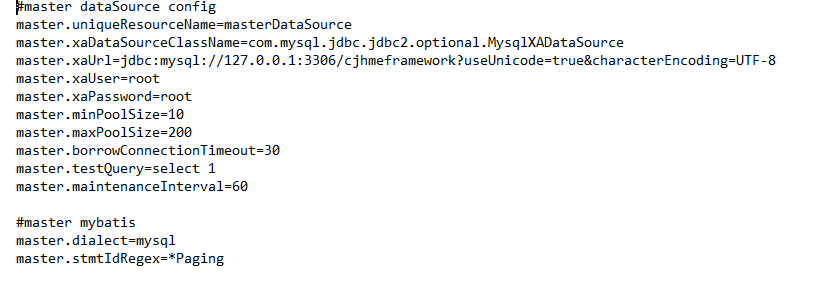 #master dataSource config
master.uniqueResourceName=masterDataSource
master.xaDataSourceClassName=com.mysql.jdbc.jdbc2.optional.MysqlXADataSource
master.xaUrl=jdbc:mysql://127.0.0.1:3306/cjhmeframework?useUnicode=true&characterEncoding=UTF-8
master.xaUser=root
master.xaPassword=root
master.minPoolSize=10
master.maxPoolSize=200
master.borrowConnectionTimeout=30
master.testQuery=select 1
master.maintenanceInterval=60
#master mybatis
master.dialect=mysql
master.stmtIdRegex=*Paging